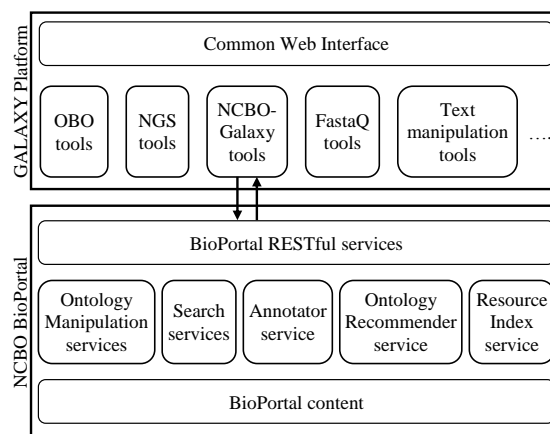 GALAXY Platform
Common Web Interface
OBO
tools
NGS
tools
NCBO-
Galaxy
tools
FastaQ
tools
Text
manipulation
tools
….
NCBO BioPortal
BioPortal RESTful services
Ontology
Manipulation
services
Search
services
Annotator
service
Ontology
Recommender
service
Resource
Index
service
BioPortal content